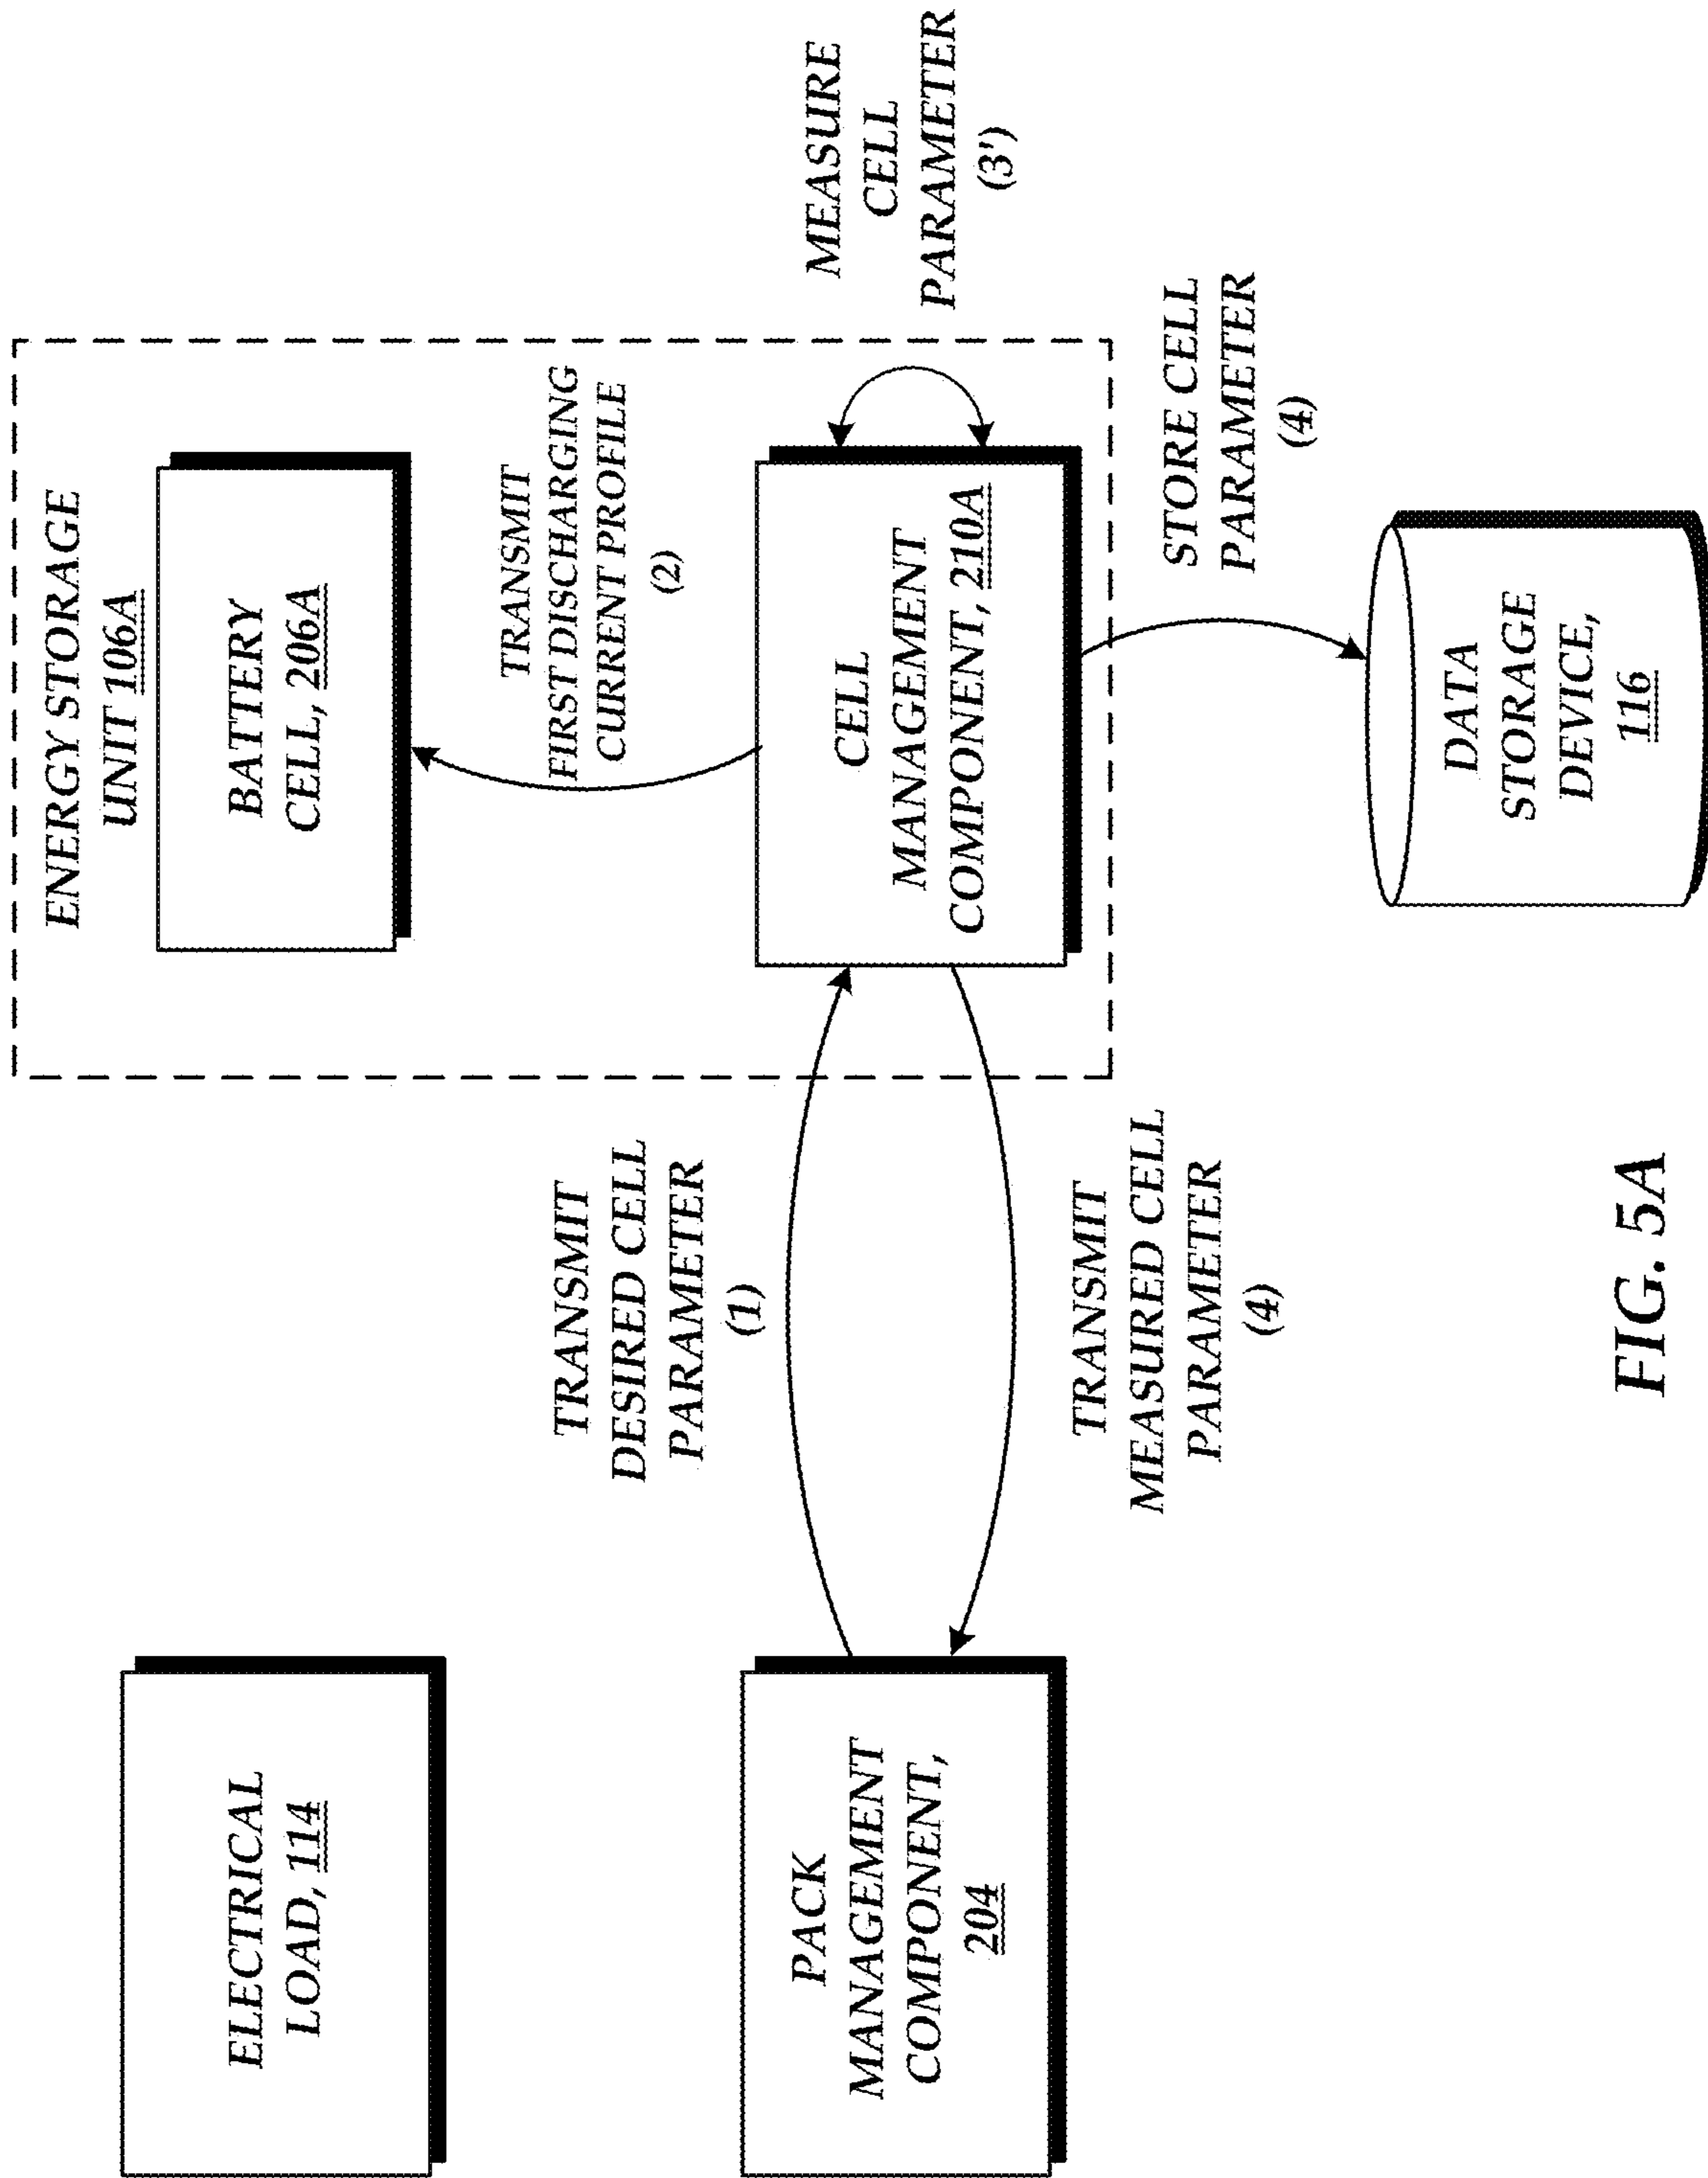 ELECTRICAL
LOAD, 114
PACK
MANAGEMENT
COMPONENT,
204
TRANSMIT
DESIRED CELL
PARAMETER
(1)
TRANSMIT
MEASURED CELL
PARAMETER
(4)
ENERGY STORAGE
UNIT 106A
BATTERY
CELL, 206A
TRANSMIT
FIRST DISCHARGING
CURRENT PROFILE
(2)
CELL
MANAGEMENT
COMPONENT, 210A
MEASURE
CELL
PARAMETER
(3')
STORE CELL
PARAMETER
(4)
DATA
STORAGE
DEVICE,
116
FIG. 5A